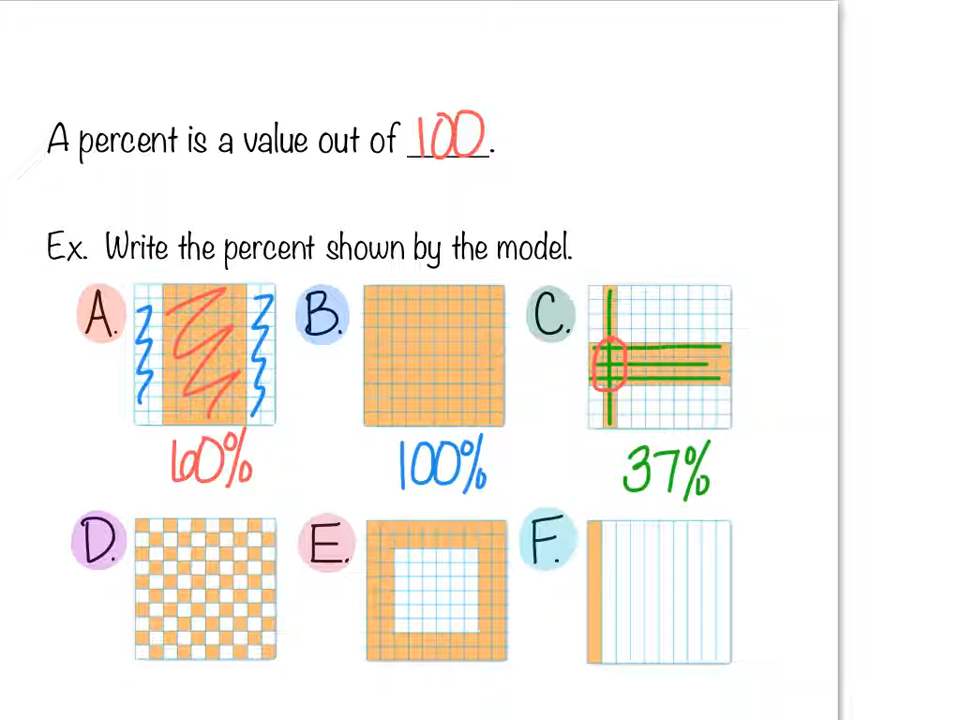 A percent is a value out of 100.
Ex. Write the percent shown by the model.
A. B. C.
60% 100% 37%
D. E. F.